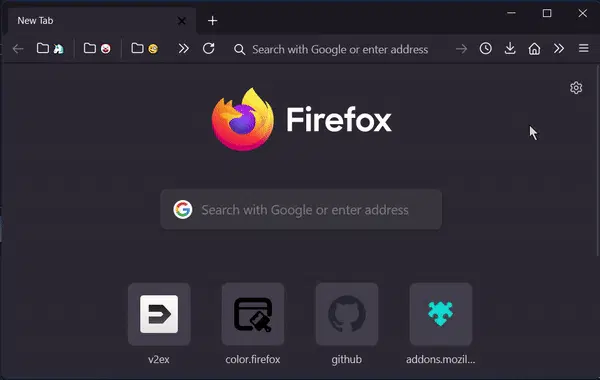 New Tab
Search with Google or enter address
Firefox
Search with Google or enter address
v2ex
color.firefox
github
addons.mozil...